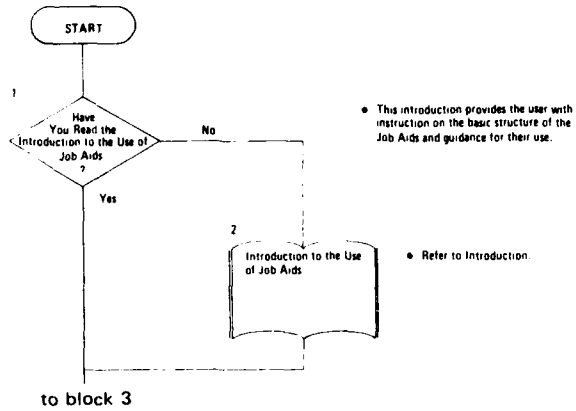 START
1
Have
You Read the
Introduction to the Use of
Job Aids
?
No
Yes
• This introduction provides the user with
instruction on the basic structure of the
Job Aids and guidance for their use.
2
Introduction to the Use
of Job Aids
• Refer to Introduction.
to block 3